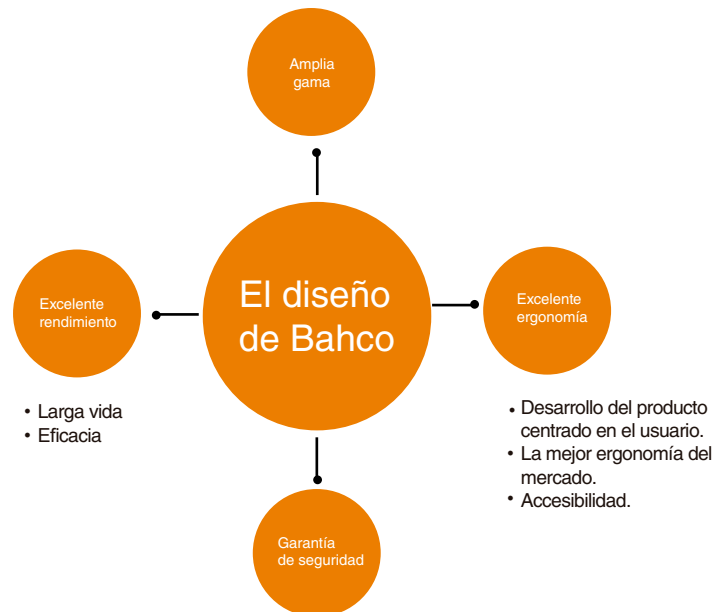 Amplia
gama
El diseño
de Bahco
Excelente
rendimiento
• Larga vida
• Eficacia
Excelente
ergonomía
• Desarrollo del producto
centrado en el usuario.
• La mejor ergonomía del
mercado.
• Accesibilidad.
Garantía
de seguridad